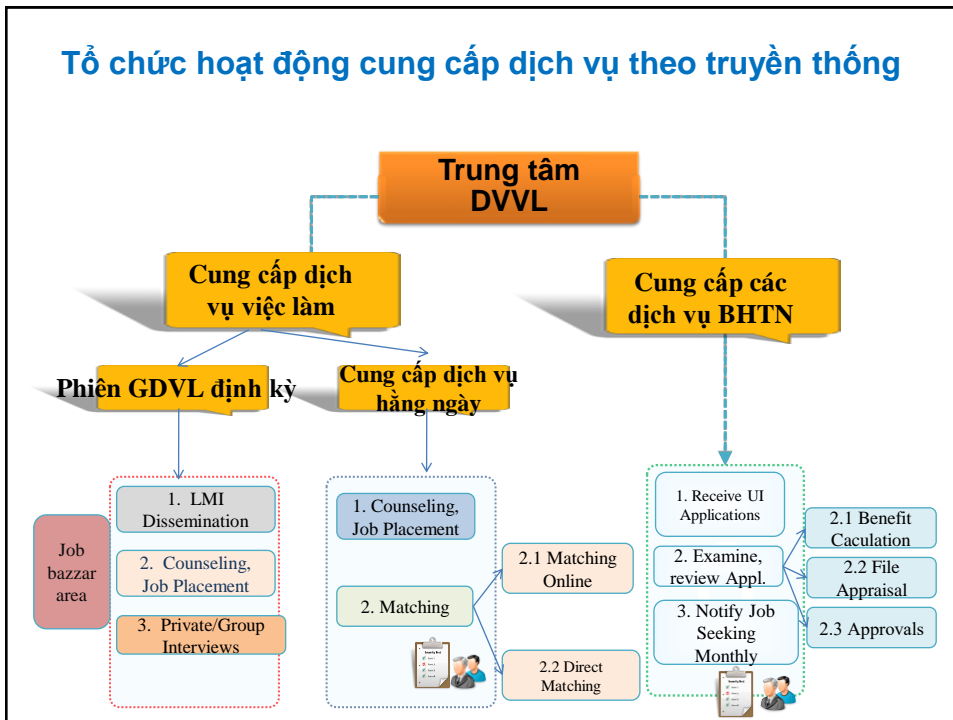 Tổ chức hoạt động cung cấp dịch vụ theo truyền thống
Trung tâm
DVVL
Cung cấp dịch
vụ việc làm
Cung cấp các
dịch vụ BHTN
Phiên GDVL định kỳ
Cung cấp dịch vụ
hằng ngày
Job
bazzar
area
1. LMI
Dissemination
2. Counseling,
Job Placement
3. Private/Group
Interviews
1. Counseling,
Job Placement
2. Matching
2.1 Matching
Online
2.2 Direct
Matching
1. Receive UI
Applications
2. Examine,
review Appl.
3. Notify Job
Seeking
Monthly
2.1 Benefit
Caculation
2.2 File
Appraisal
2.3 Approvals